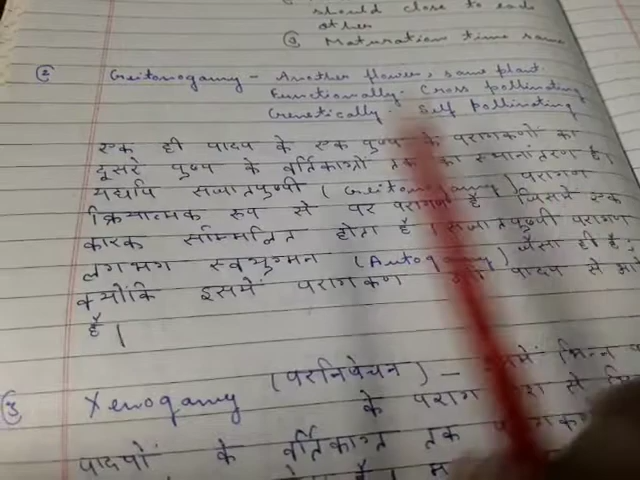 should close to each
other
③ Maturation time same
② Geitonogamy - Another flower, same plant.
Functionally - Cross pollinating
Genetically - Self pollinating
एक ही पादप के एक पुष्प के परागकणों का
दूसरे पुष्प के वर्तिकाग्रों तक का स्थानांतरण है।
यद्यपि सजातपुष्पी (Geitonogamy) परागण
क्रियात्मक रूप से पर परागण है जिसमें एक
कारक सम्मिलित होता है। सजातपुष्पी परागण
लगभग स्वयुग्मन (Autogamy) जैसा ही है
क्योंकि इसमें परागकण पादप से आते
है।
③ Xenogamy (परनिषेचन) - भिन्न
के पराग से
पादपों के वर्तिकाग्र तक